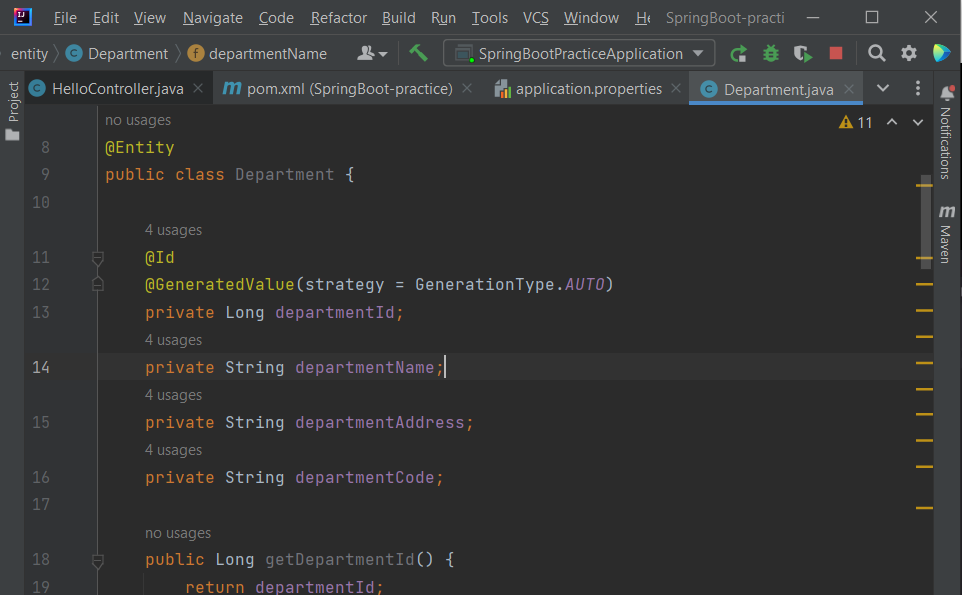 File Edit View Navigate Code Refactor Build Run Tools VCS Window He SpringBoot-practi
entity Department departmentName SpringBootPracticeApplication
HelloController.java pom.xml (SpringBoot-practice) application.properties Department.java
Project
no usages
11
8 @Entity
9 public class Department {
10
4 usages
11 @Id
12 @GeneratedValue(strategy = GenerationType.AUTO)
13 private Long departmentId;
4 usages
14 private String departmentName;
4 usages
15 private String departmentAddress;
4 usages
16 private String departmentCode;
17
no usages
18 public Long getDepartmentId() {
19 return departmentId;
Notifications
Maven